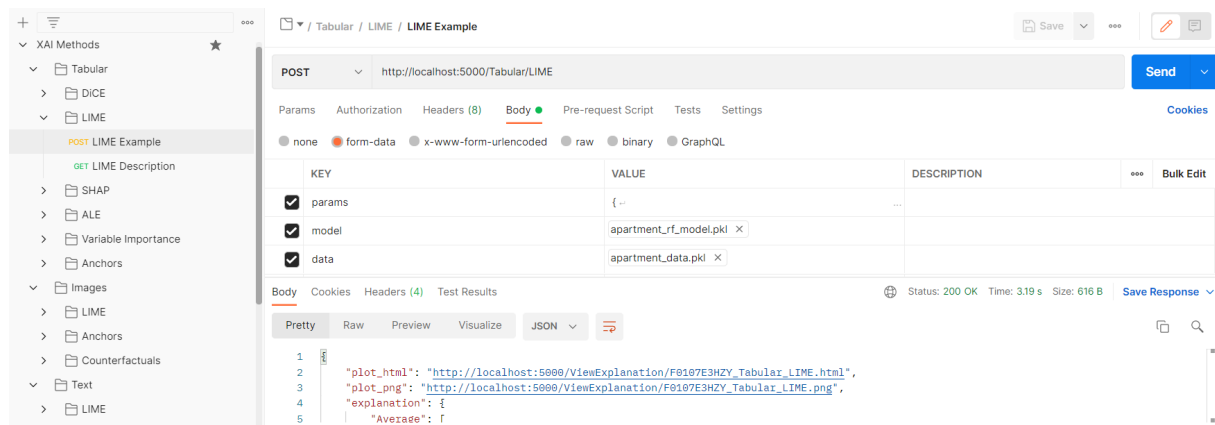 XAI Methods
Tabular
DiCE
LIME
POST LIME Example
GET LIME Description
SHAP
ALE
Variable Importance
Anchors
Images
LIME
Anchors
Counterfactuals
Text
LIME
/ Tabular / LIME / LIME Example
Save
POST http://localhost:5000/Tabular/LIME Send
Params Authorization Headers (8) Body Pre-request Script Tests Settings Cookies
none form-data x-www-form-urlencoded raw binary GraphQL
KEY VALUE DESCRIPTION Bulk Edit
params { ...
model apartment_rf_model.pkl
data apartment_data.pkl
Body Cookies Headers (4) Test Results Status: 200 OK Time: 3.19 s Size: 616 B Save Response
Pretty Raw Preview Visualize JSON
1 {
2 "plot_html": "http://localhost:5000/ViewExplanation/F0107E3HZY_Tabular_LIME.html",
3 "plot_png": "http://localhost:5000/ViewExplanation/F0107E3HZY_Tabular_LIME.png",
4 "explanation": {
5 "Average": [